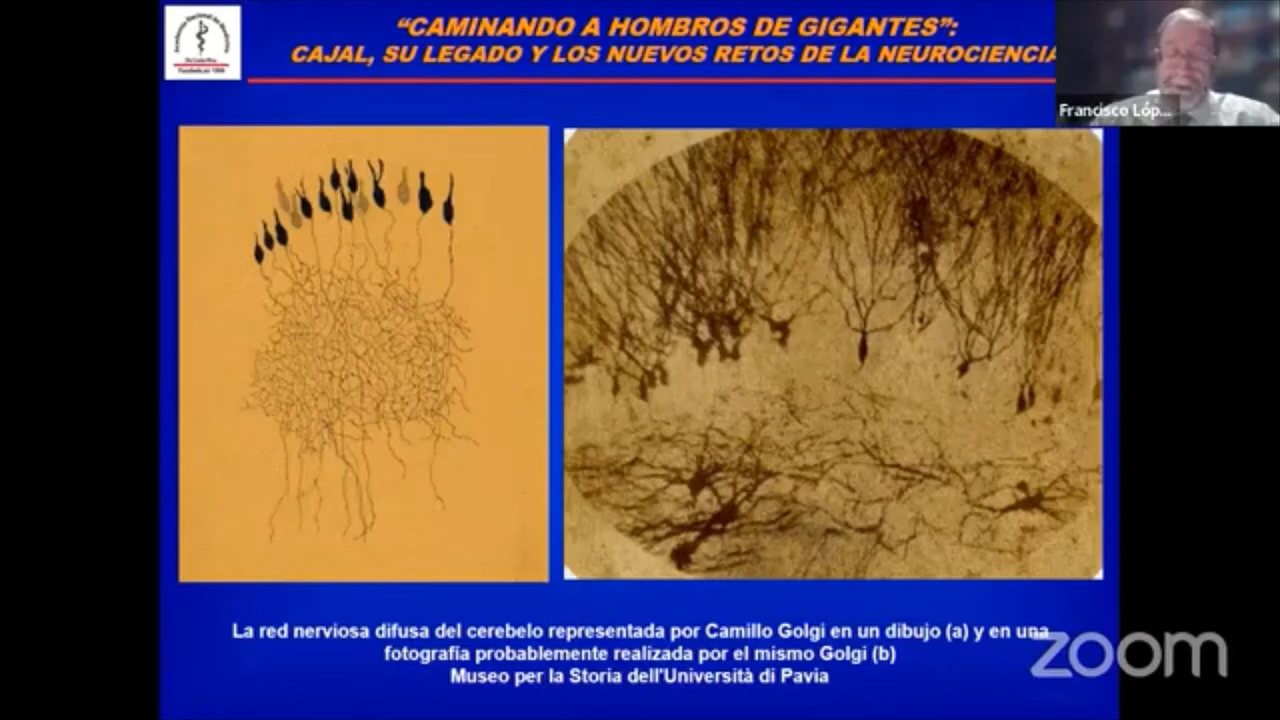 “CAMINANDO A HOMBROS DE GIGANTES”:
CAJAL, SU LEGADO Y LOS NUEVOS RETOS DE LA NEUROCIENCIA
Francisco Lóp...
La red nerviosa difusa del cerebelo representada por Camillo Golgi en un dibujo (a) y en una
fotografía probablemente realizada por el mismo Golgi (b)
Museo per la Storia dell'Università di Pavia
zoom